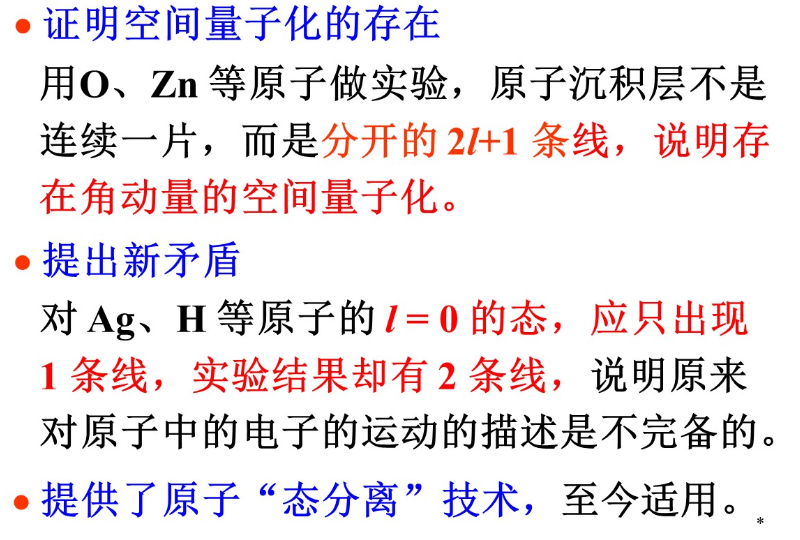 • 证明空间量子化的存在
用O、Zn 等原子做实验，原子沉积层不是
连续一片，而是分开的 2l+1 条线，说明存
在角动量的空间量子化。
• 提出新矛盾
对 Ag、H 等原子的 l = 0 的态，应只出现
1 条线，实验结果却有 2 条线，说明原来
对原子中的电子的运动的描述是不完备的。
• 提供了原子“态分离”技术，至今适用。
*